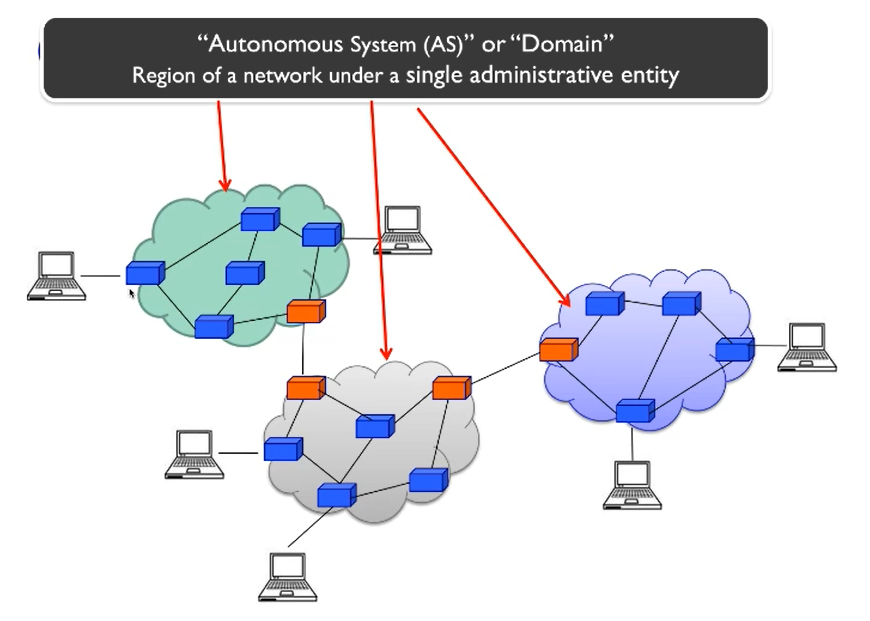 “Autonomous System (AS)” or “Domain”
Region of a network under a single administrative entity